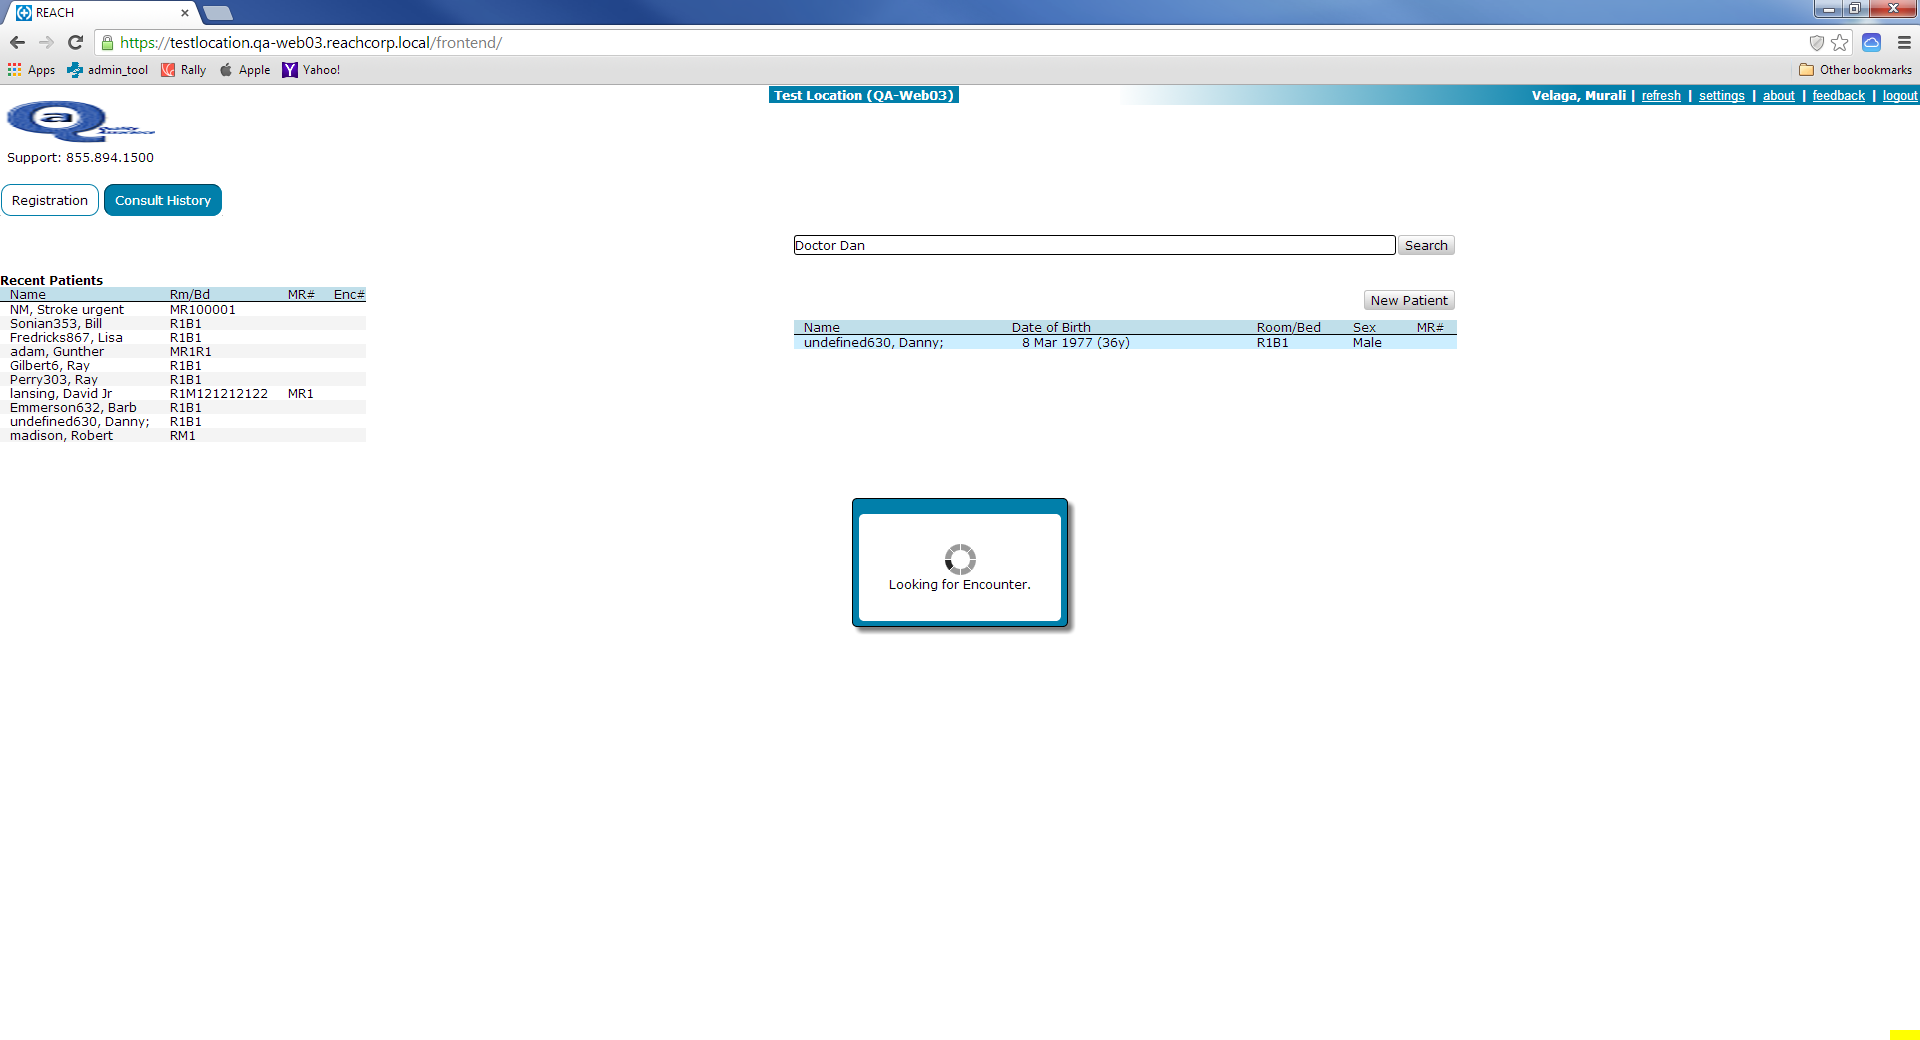 REACH
https://testlocation.qa-web03.reachcorp.local/frontend/
Apps admin_tool Rally Apple Yahoo! Other bookmarks
Test Location (QA-Web03) Velaga, Murali | refresh | settings | about | feedback | logout
a Quality Assurance
Support: 855.894.1500
Registration Consult History
Doctor Dan Search
Recent Patients
New Patient
Name Rm/Bd MR# Enc#
NM, Stroke urgent MR100001
Sonian353, Bill R1B1
Fredricks867, Lisa R1B1
adam, Gunther MR1R1
Gilbert6, Ray R1B1
Perry303, Ray R1B1
lansing, David Jr R1M121212122 MR1
Emmerson632, Barb R1B1
undefined630, Danny; R1B1
madison, Robert RM1
Name Date of Birth Room/Bed Sex MR#
undefined630, Danny; 8 Mar 1977 (36y) R1B1 Male
Looking for Encounter.